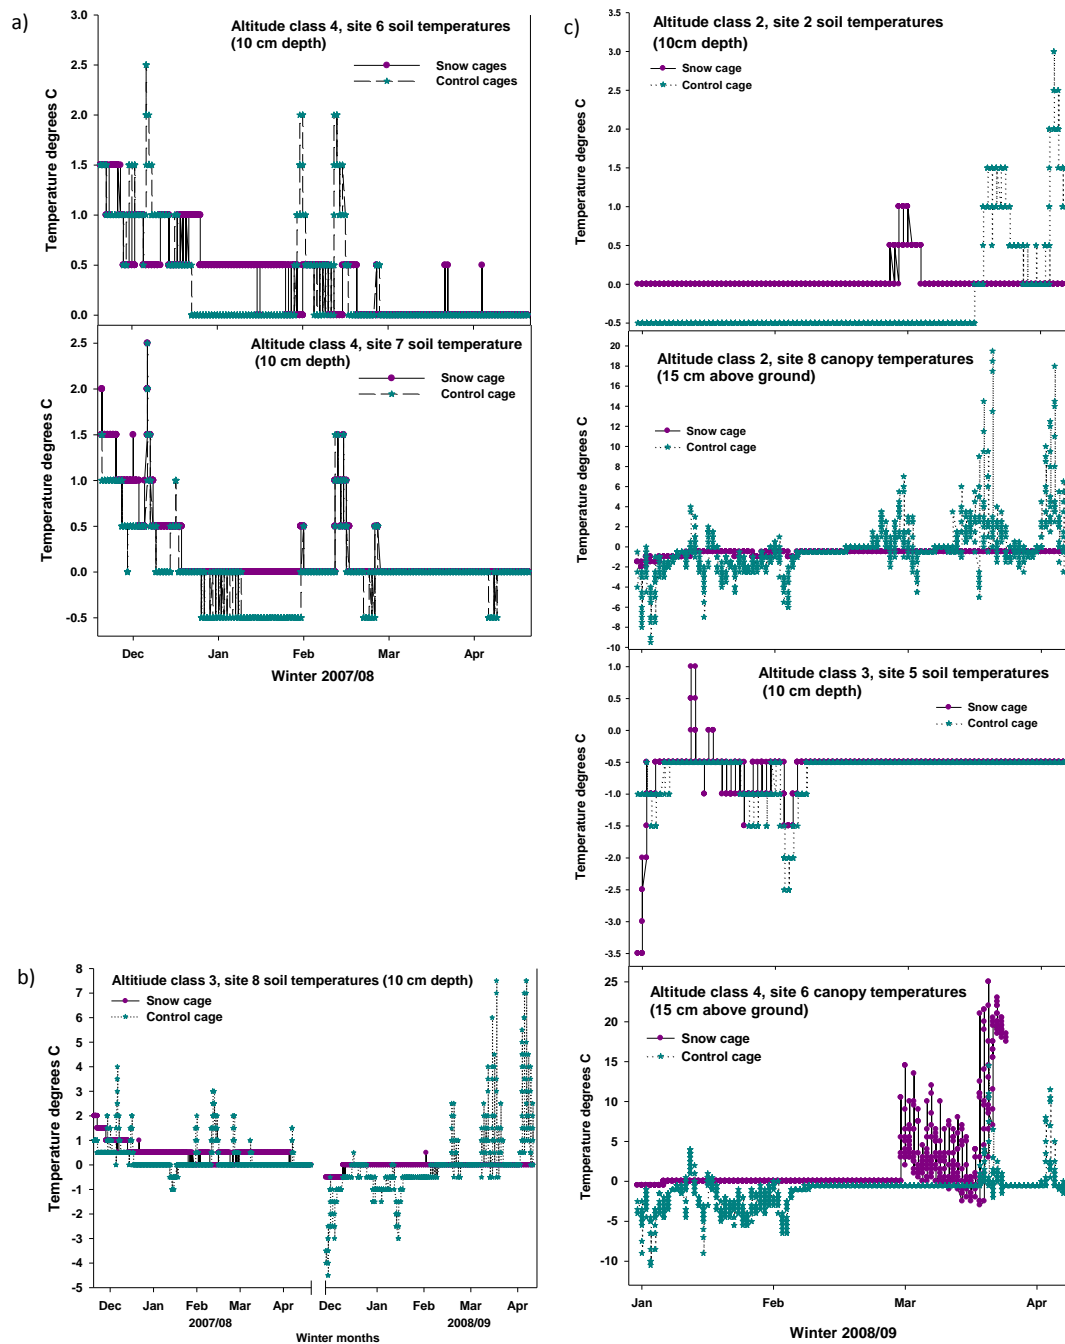 a)
Altitude class 4, site 6 soil temperatures
(10 cm depth)
Snow cages
Control cages
Temperature degrees C
3.0
2.5
2.0
1.5
1.0
0.5
0.0
Altitude class 4, site 7 soil temperature
(10 cm depth)
Snow cage
Control cage
Temperature degrees C
2.5
2.0
1.5
1.0
0.5
0.0
-0.5
Dec Jan Feb Mar Apr
Winter 2007/08
b)
Altitiude class 3, site 8 soil temperatures (10 cm depth)
Snow cage
Control cage
Temperature degrees C
8
7
6
5
4
3
2
1
0
-1
-2
-3
-4
-5
Dec Jan Feb Mar Apr Dec Jan Feb Mar Apr
2007/08 2008/09
Winter months
c)
Altitude class 2, site 2 soil temperatures
(10cm depth)
Snow cage
Control cage
Temperature degrees C
3.5
3.0
2.5
2.0
1.5
1.0
0.5
0.0
-0.5
Altitude class 2, site 8 canopy temperatures
(15 cm above ground)
Snow cage
Control cage
Temperature degrees C
20
18
16
14
12
10
8
6
4
2
0
-2
-4
-6
-8
-10
Altitude class 3, site 5 soil temperatures
(10 cm depth)
Snow cage
Control cage
Temperature degrees C
1.0
0.5
0.0
-0.5
-1.0
-1.5
-2.0
-2.5
-3.0
-3.5
Altitude class 4, site 6 canopy temperatures
(15 cm above ground)
Snow cage
Control cage
Temperature degrees C
25
20
15
10
5
0
-5
-10
Jan Feb Mar Apr
Winter 2008/09